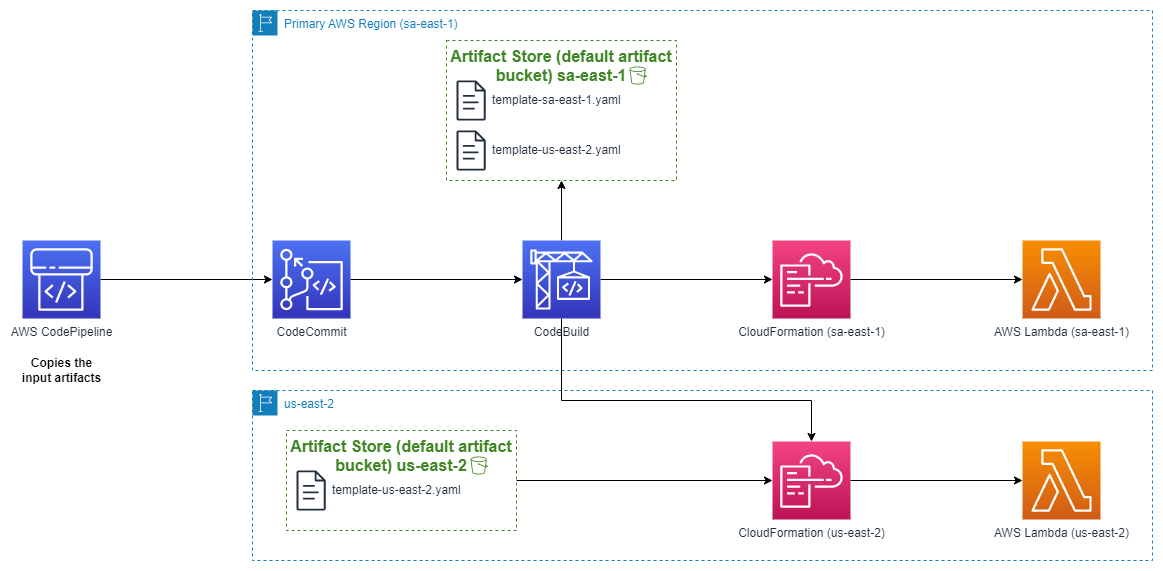 Primary AWS Region (sa-east-1)
Artifact Store (default artifact
bucket) sa-east-1
template-sa-east-1.yaml
template-us-east-2.yaml
AWS CodePipeline
Copies the
input artifacts
CodeCommit
CodeBuild
CloudFormation (sa-east-1)
AWS Lambda (sa-east-1)
us-east-2
Artifact Store (default artifact
bucket) us-east-2
template-us-east-2.yaml
CloudFormation (us-east-2)
AWS Lambda (us-east-2)